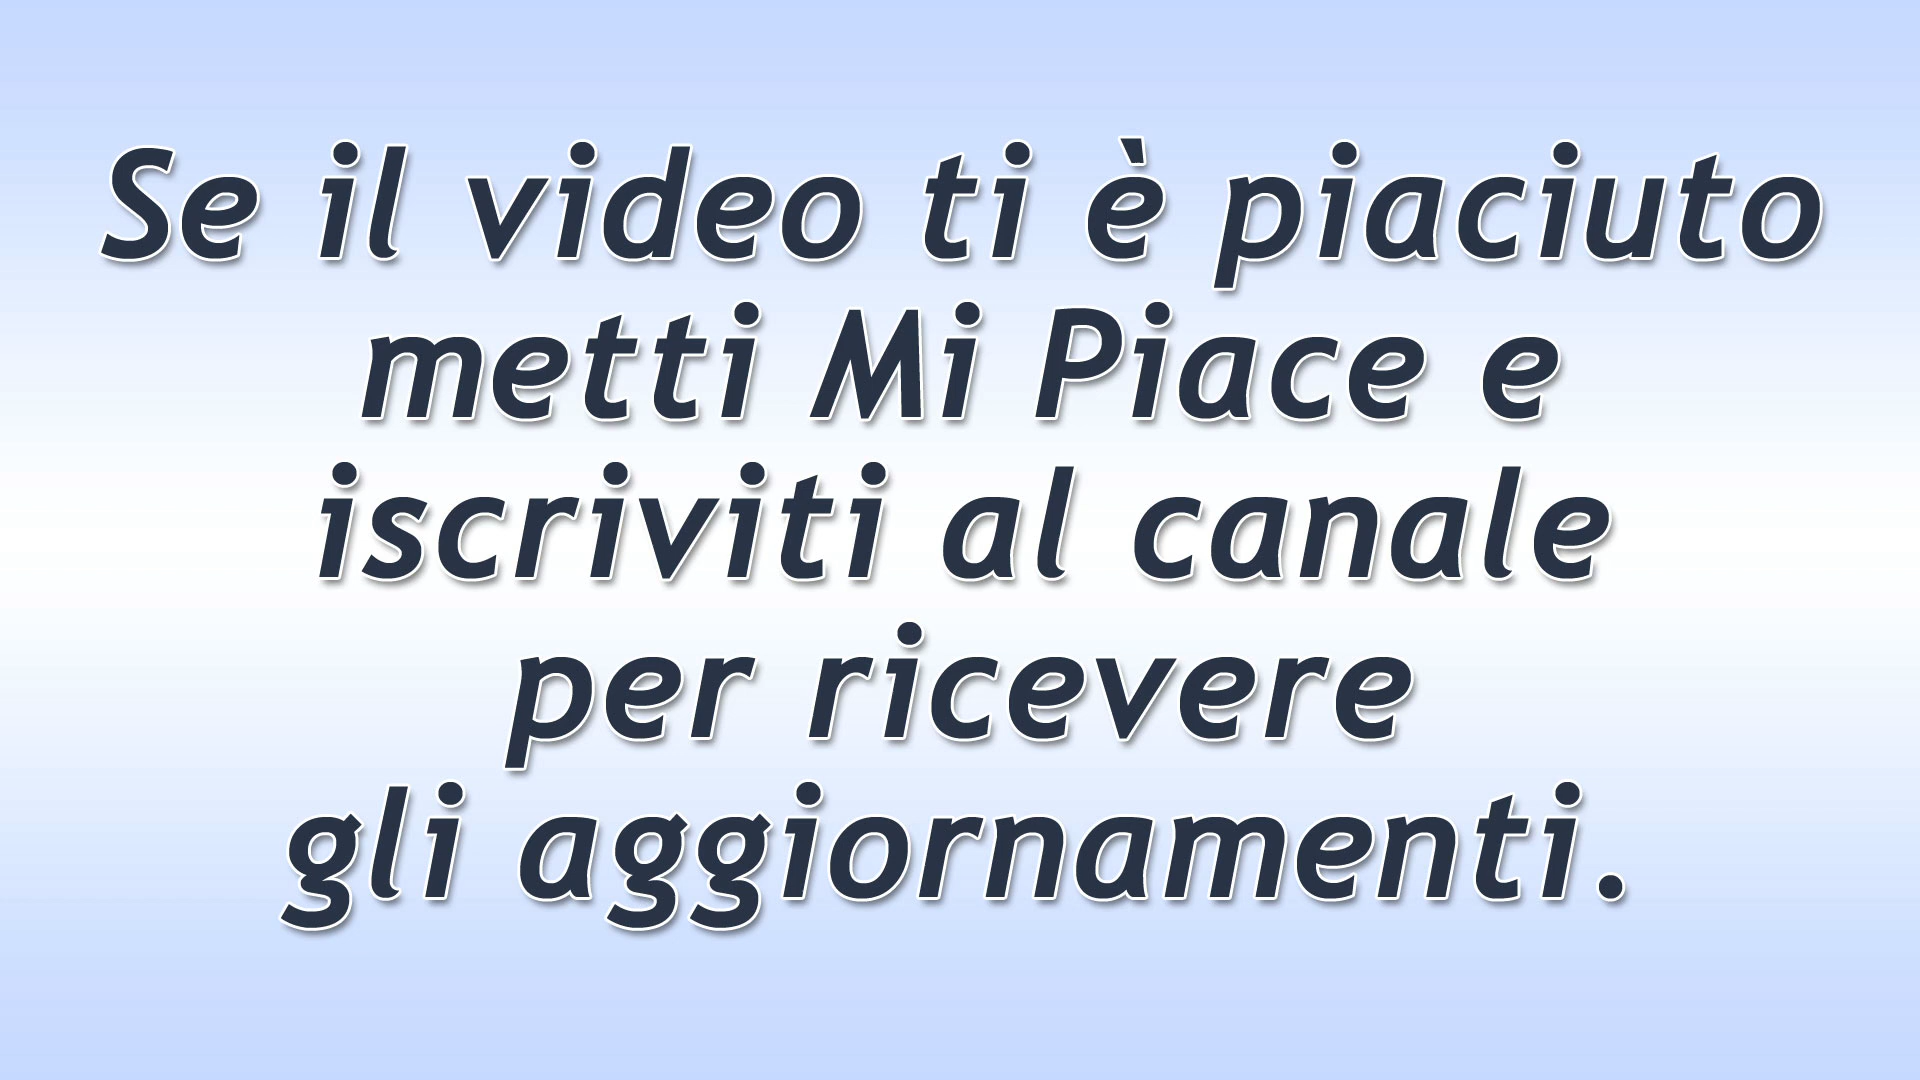 Se il video ti è piaciuto
metti Mi Piace e
iscriviti al canale
per ricevere
gli aggiornamenti.